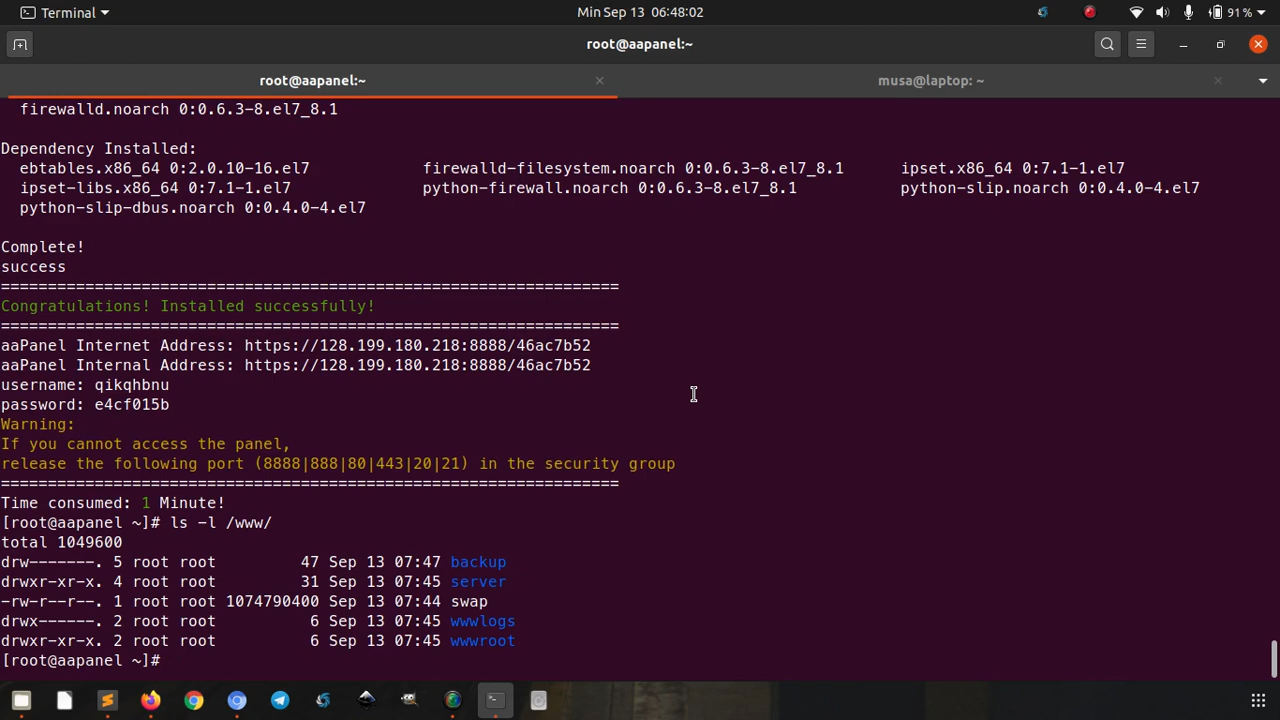 Terminal
Min Sep 13 06:48:02
91 %
root@aapanel:~
root@aapanel:~
musa@laptop: ~
firewalld.noarch 0:0.6.3-8.el7_8.1
Dependency Installed:
ebtables.x86_64 0:2.0.10-16.el7 firewalld-filesystem.noarch 0:0.6.3-8.el7_8.1 ipset.x86_64 0:7.1-1.el7
ipset-libs.x86_64 0:7.1-1.el7 python-firewall.noarch 0:0.6.3-8.el7_8.1 python-slip.noarch 0:0.4.0-4.el7
python-slip-dbus.noarch 0:0.4.0-4.el7
Complete!
success
==================================================================
Congratulations! Installed successfully!
==================================================================
aaPanel Internet Address: https://128.199.180.218:8888/46ac7b52
aaPanel Internal Address: https://128.199.180.218:8888/46ac7b52
username: qikqhbnu
password: e4cf015b
Warning:
If you cannot access the panel,
release the following port (8888|888|80|443|20|21) in the security group
==================================================================
Time consumed: 1 Minute!
[root@aapanel ~]# ls -l /www/
total 1049600
drw-------. 5 root root 47 Sep 13 07:47 backup
drwxr-xr-x. 4 root root 31 Sep 13 07:45 server
-rw-r--r--. 1 root root 1074790400 Sep 13 07:44 swap
drwx------. 2 root root 6 Sep 13 07:45 wwwlogs
drwxr-xr-x. 2 root root 6 Sep 13 07:45 wwwroot
[root@aapanel ~]#